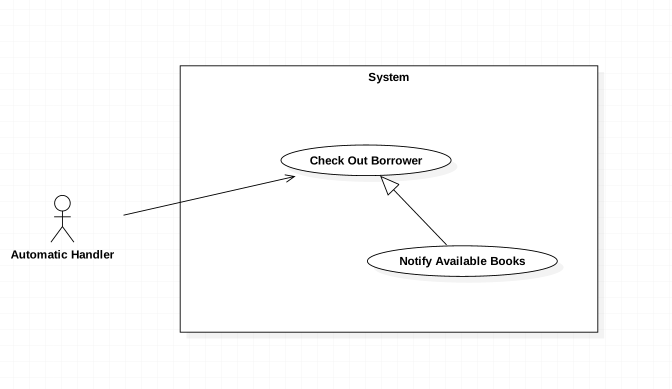 System
Check Out Borrower
Automatic Handler
Notify Available Books